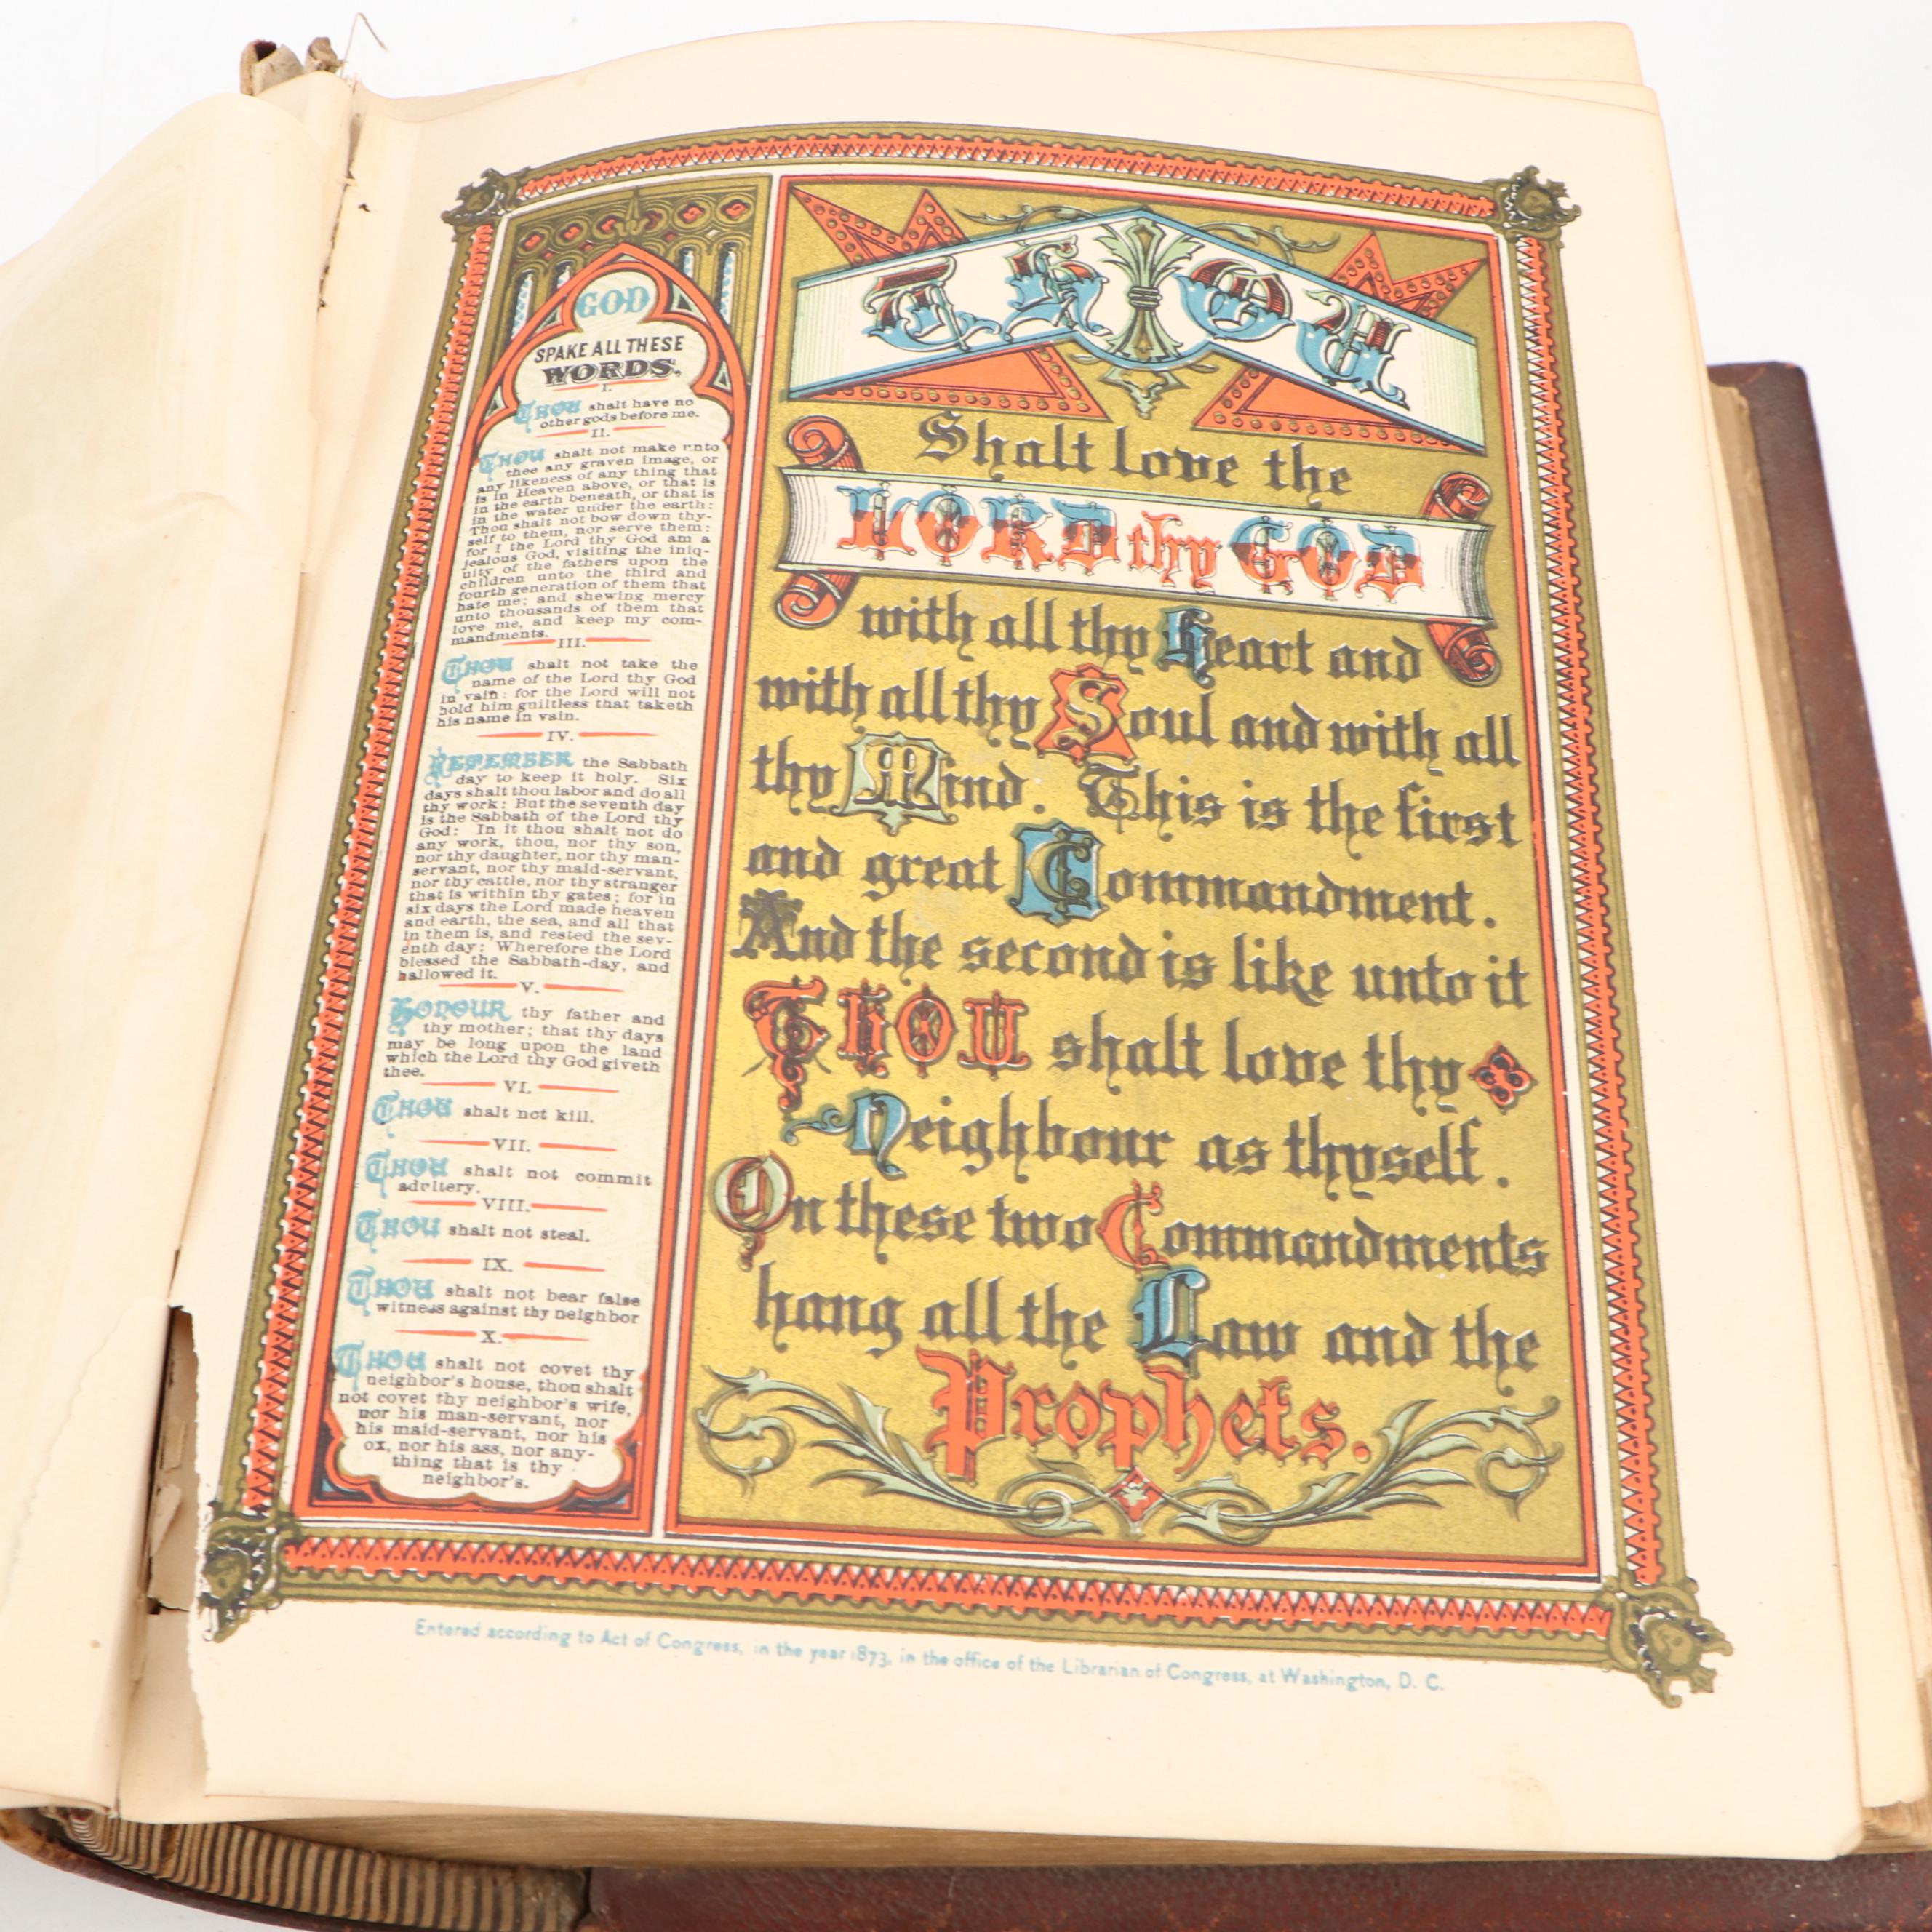 GOD
SPAKE ALL THESE
WORDS.
I.
THOU shalt have no
other gods before me.
II.
THOU shalt not make unto
thee any graven image, or
any likeness of any thing that
is in Heaven above, or that is
in the earth beneath, or that is
in the water under the earth:
Thou shalt not bow down thy-
self to them, nor serve them:
for I the Lord thy God am a
jealous God, visiting the iniq-
uity of the fathers upon the
children unto the third and
fourth generation of them that
hate me; and shewing mercy
unto thousands of them that
love me, and keep my com-
mandments.
III.
THOU shalt not take the
name of the Lord thy God
in vain: for the Lord will not
hold him guiltless that taketh
his name in vain.
IV.
REMEMBER the Sabbath
day to keep it holy. Six
days shalt thou labor and do all
thy work: But the seventh day
is the Sabbath of the Lord thy
God: In it thou shalt not do
any work, thou, nor thy son,
nor thy daughter, nor thy man-
servant, nor thy maid-servant,
nor thy cattle, nor thy stranger
that is within thy gates; for in
six days the Lord made heaven
and earth, the sea, and all that
in them is, and rested the sev-
enth day: Wherefore the Lord
blessed the Sabbath-day, and
hallowed it.
V.
HONOUR thy father and
thy mother; that thy days
may be long upon the land
which the Lord thy God giveth
thee.
VI.
THOU shalt not kill.
VII.
THOU shalt not commit
adultery.
VIII.
THOU shalt not steal.
IX.
THOU shalt not bear false
witness against thy neighbor
X.
THOU shalt not covet thy
neighbor's house, thou shalt
not covet thy neighbor's wife,
nor his man-servant, nor
his maid-servant, nor his
ox, nor his ass, nor any-
thing that is thy
neighbor's.
THOU
Shalt love the
LORD thy GOD
with all thy Heart and
with all thy Soul and with all
thy Mind. This is the first
and great Commandment.
And the second is like unto it
THOU shalt love thy
Neighbour as thyself.
On these two Commandments
hang all the Law and the
Prophets.
Entered according to Act of Congress, in the year 1873, in the office of the Librarian of Congress, at Washington, D. C.